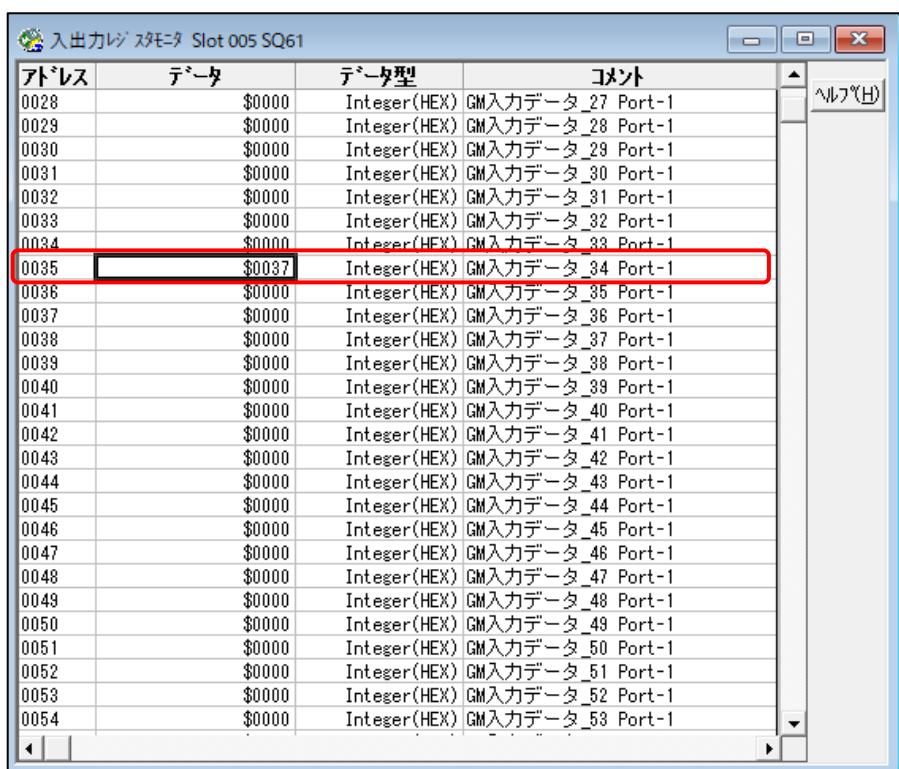 入出力ﾚｼﾞｽﾀﾓﾆﾀ Slot 005 SQ61
ｱﾄﾞﾚｽ ﾃﾞｰﾀ ﾃﾞｰﾀ型 ｺﾒﾝﾄ
ﾍﾙﾌﾟ(H)
0028 $0000 Integer(HEX) GM入力データ_27 Port-1
0029 $0000 Integer(HEX) GM入力データ_28 Port-1
0030 $0000 Integer(HEX) GM入力データ_29 Port-1
0031 $0000 Integer(HEX) GM入力データ_30 Port-1
0032 $0000 Integer(HEX) GM入力データ_31 Port-1
0033 $0000 Integer(HEX) GM入力データ_32 Port-1
0034 $0000 Integer(HEX) GM入力データ_33 Port-1
0035 $0037 Integer(HEX) GM入力データ_34 Port-1
0036 $0000 Integer(HEX) GM入力データ_35 Port-1
0037 $0000 Integer(HEX) GM入力データ_36 Port-1
0038 $0000 Integer(HEX) GM入力データ_37 Port-1
0039 $0000 Integer(HEX) GM入力データ_38 Port-1
0040 $0000 Integer(HEX) GM入力データ_39 Port-1
0041 $0000 Integer(HEX) GM入力データ_40 Port-1
0042 $0000 Integer(HEX) GM入力データ_41 Port-1
0043 $0000 Integer(HEX) GM入力データ_42 Port-1
0044 $0000 Integer(HEX) GM入力データ_43 Port-1
0045 $0000 Integer(HEX) GM入力データ_44 Port-1
0046 $0000 Integer(HEX) GM入力データ_45 Port-1
0047 $0000 Integer(HEX) GM入力データ_46 Port-1
0048 $0000 Integer(HEX) GM入力データ_47 Port-1
0049 $0000 Integer(HEX) GM入力データ_48 Port-1
0050 $0000 Integer(HEX) GM入力データ_49 Port-1
0051 $0000 Integer(HEX) GM入力データ_50 Port-1
0052 $0000 Integer(HEX) GM入力データ_51 Port-1
0053 $0000 Integer(HEX) GM入力データ_52 Port-1
0054 $0000 Integer(HEX) GM入力データ_53 Port-1